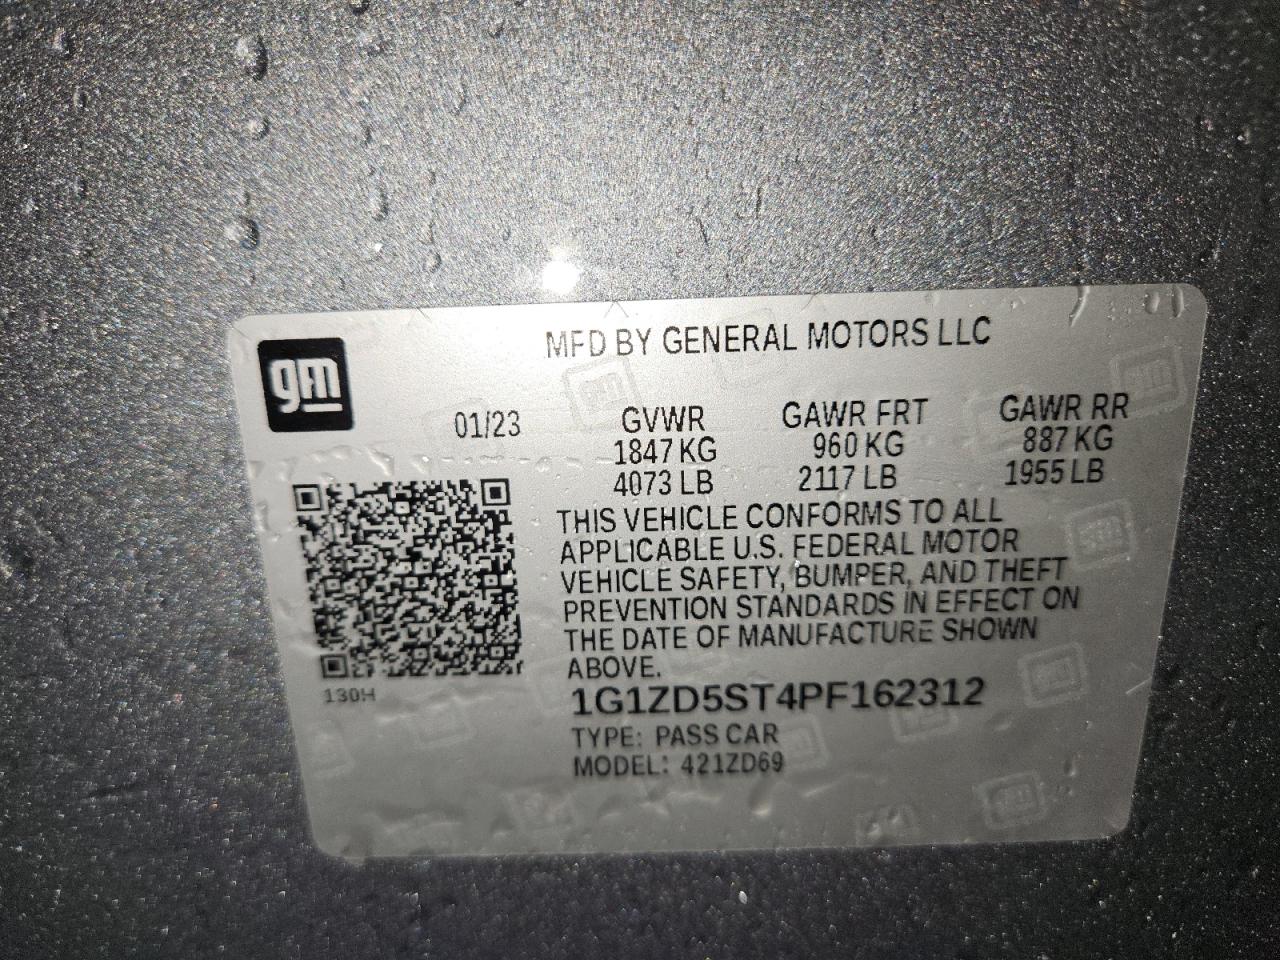 MFD BY GENERAL MOTORS LLC
gm
01/23 GVWR GAWR FRT GAWR RR
1847 KG 960 KG 887 KG
4073 LB 2117 LB 1955 LB
THIS VEHICLE CONFORMS TO ALL
APPLICABLE U.S. FEDERAL MOTOR
VEHICLE SAFETY, BUMPER, AND THEFT
PREVENTION STANDARDS IN EFFECT ON
THE DATE OF MANUFACTURE SHOWN
ABOVE.
130H
1G1ZD5ST4PF162312
TYPE: PASS CAR
MODEL: 421ZD69